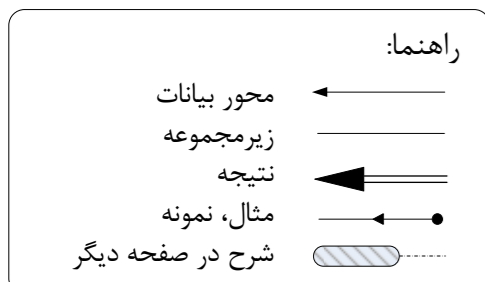 راهنما:
محور بیانات
زیرمجموعه
نتیجه
مثال، نمونه
شرح در صفحه دیگر